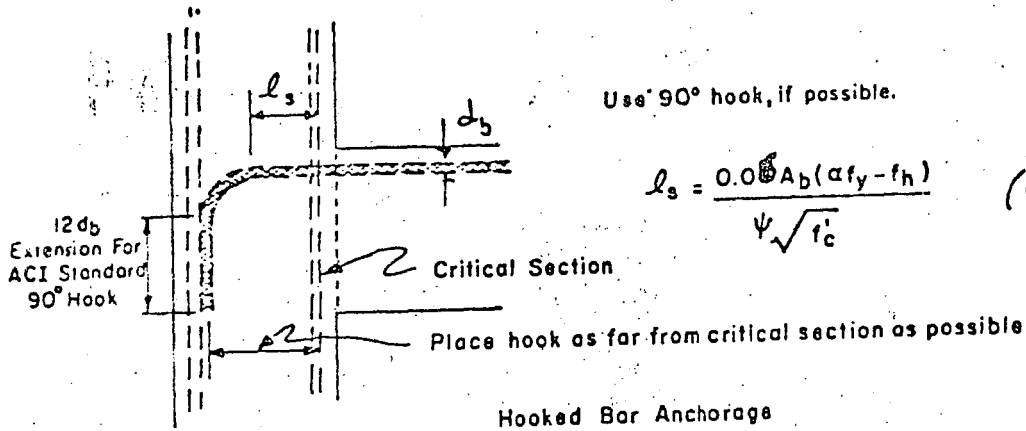 Use 90° hook, if possible.
ls
db
ls = 0.0 Ab(αfy - fh) / ψ√f'c
(
12db
Extension For
ACI Standard
90° Hook
Critical Section
Place hook as far from critical section as possible
Hooked Bar Anchorage